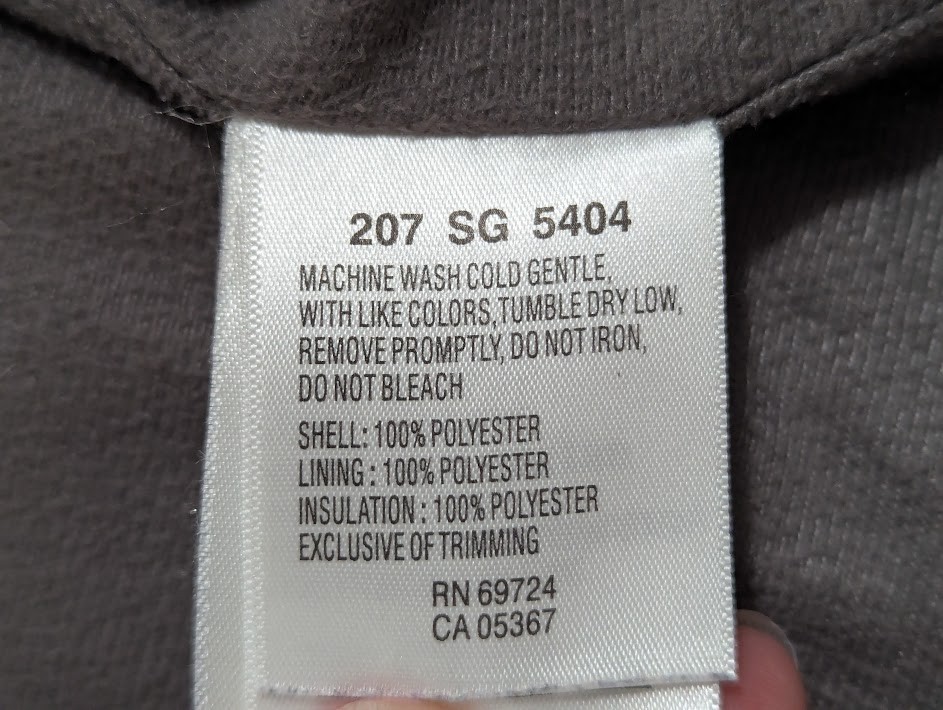 207 SG 5404
MACHINE WASH COLD GENTLE,
WITH LIKE COLORS, TUMBLE DRY LOW,
REMOVE PROMPTLY, DO NOT IRON,
DO NOT BLEACH
SHELL: 100% POLYESTER
LINING : 100% POLYESTER
INSULATION : 100% POLYESTER
EXCLUSIVE OF TRIMMING
RN 69724
CA 05367